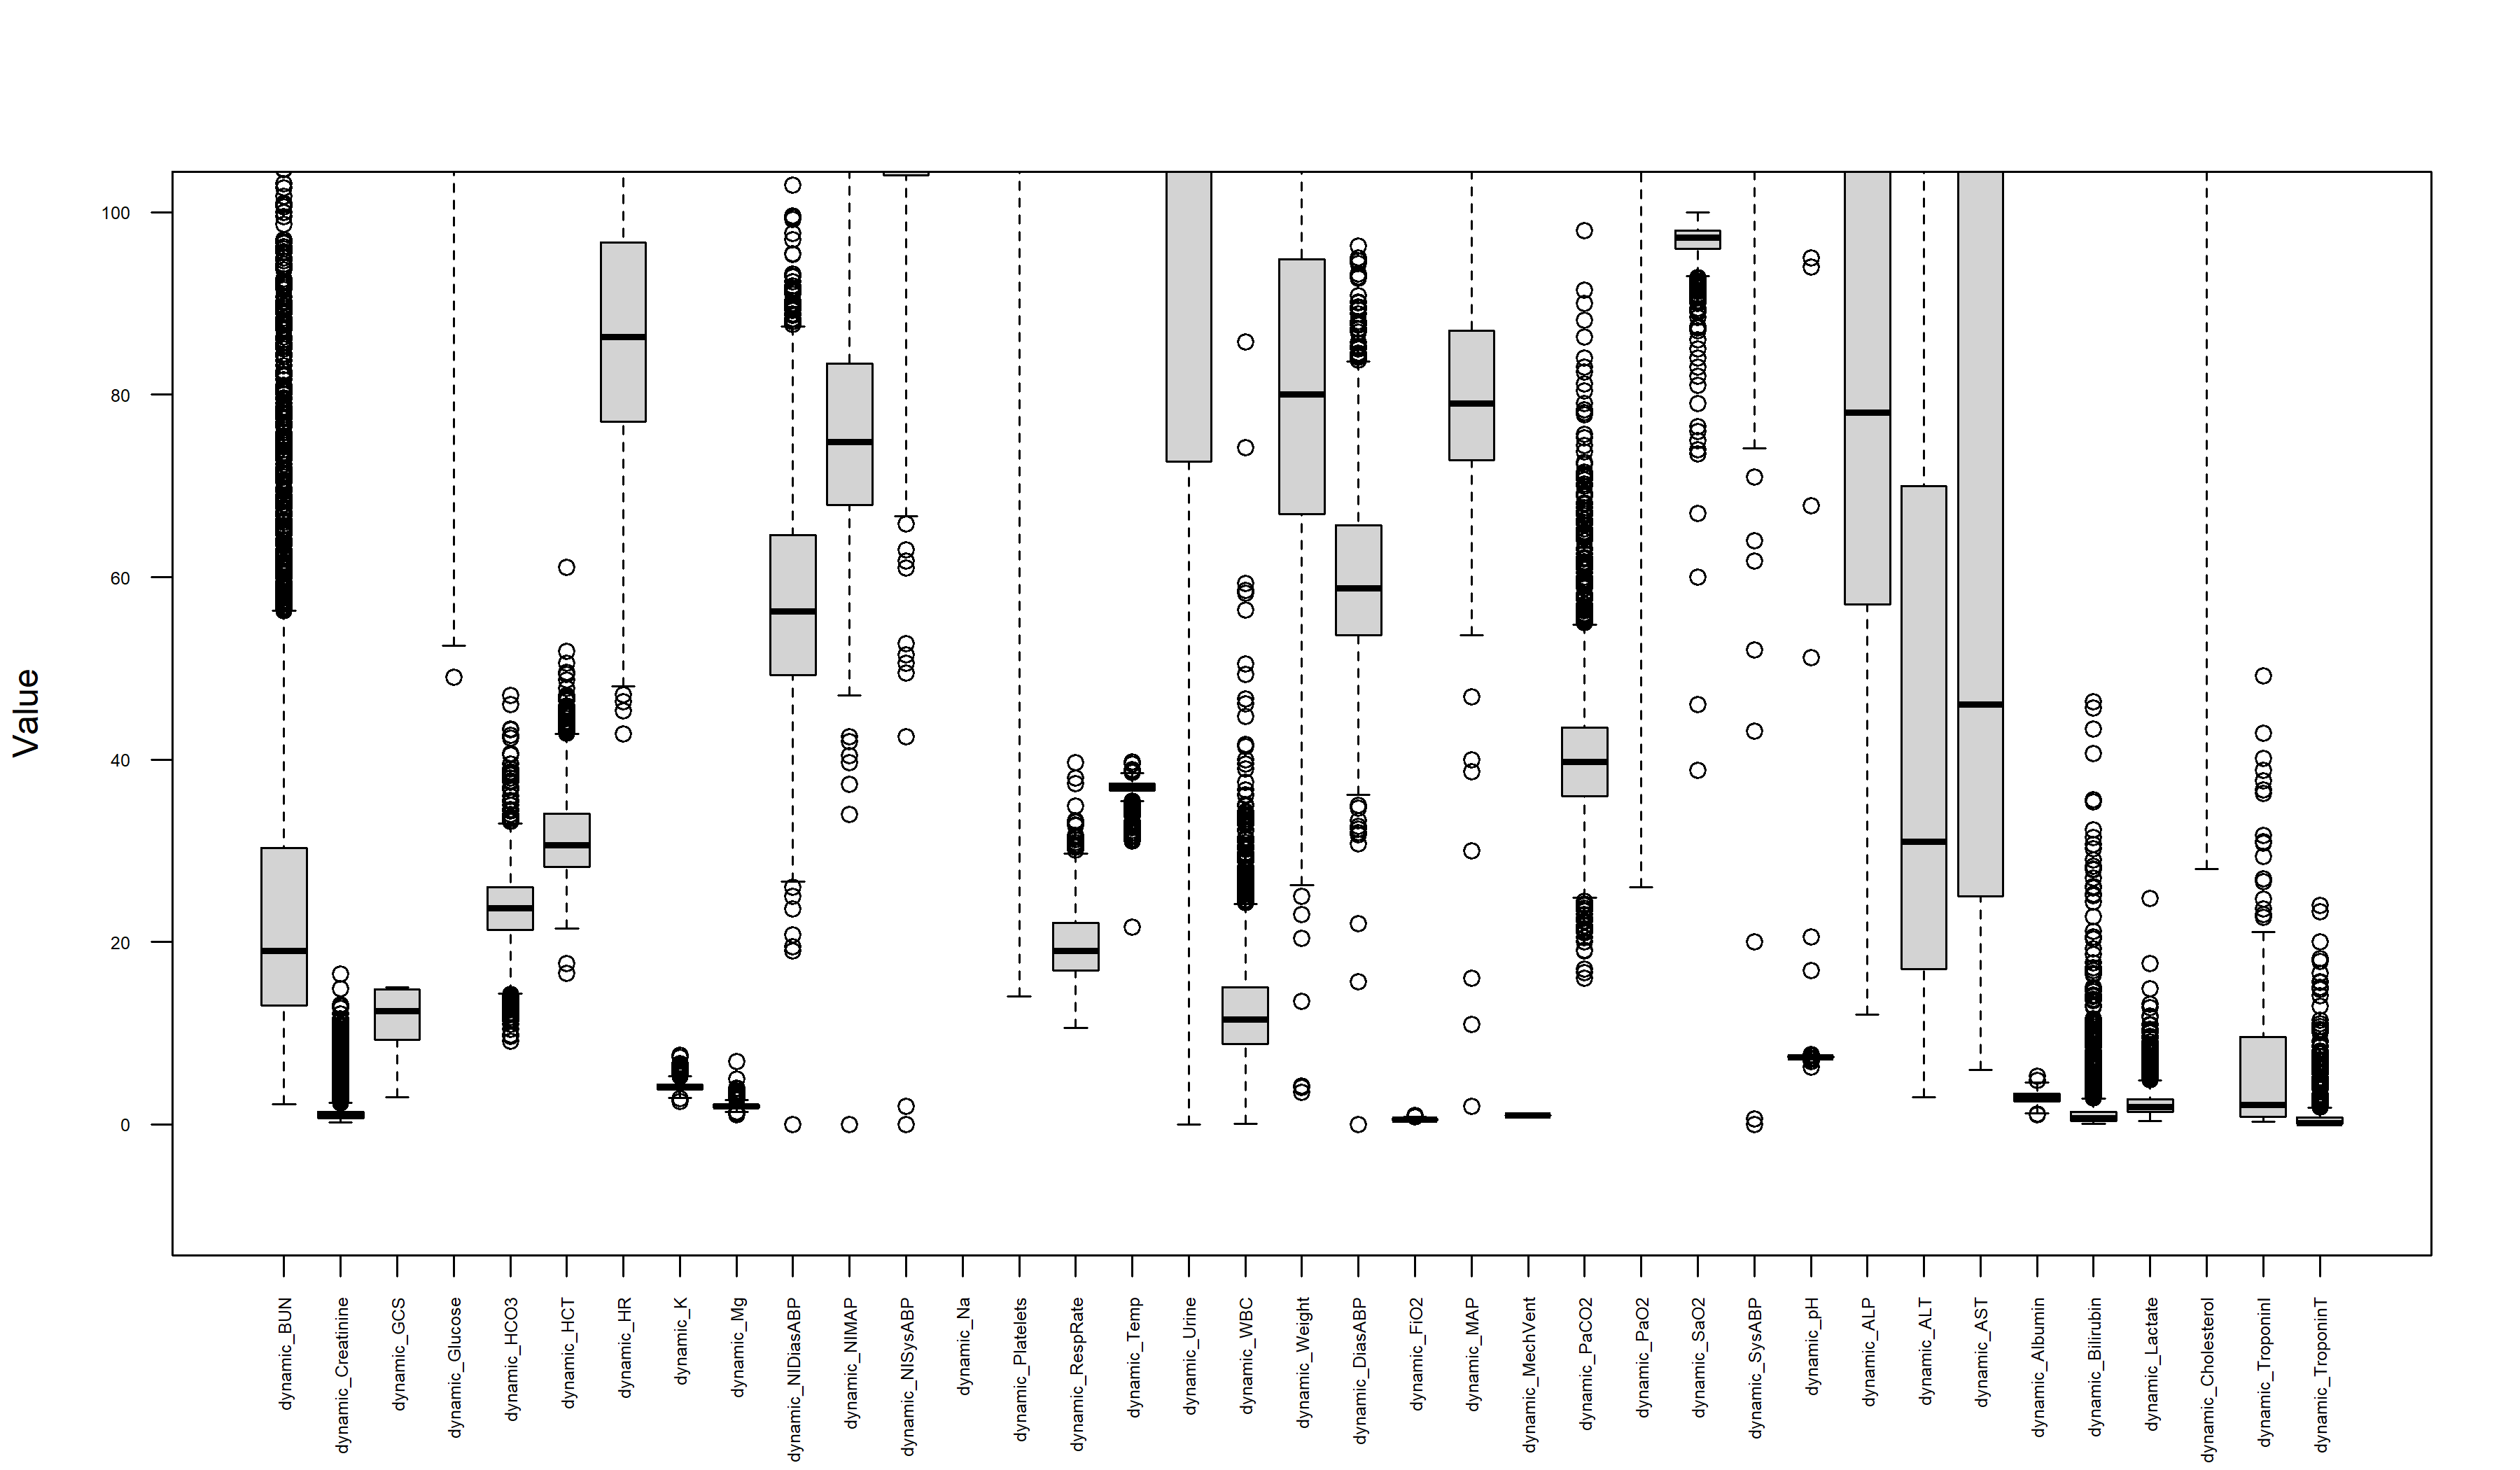 Value
100
80
60
40
20
0
dynamic_BUN
dynamic_Creatinine
dynamic_GCS
dynamic_Glucose
dynamic_HCO3
dynamic_HCT
dynamic_HR
dynamic_K
dynamic_Mg
dynamic_NIDiasABP
dynamic_NIMAP
dynamic_NISysABP
dynamic_Na
dynamic_Platelets
dynamic_RespRate
dynamic_Temp
dynamic_Urine
dynamic_WBC
dynamic_Weight
dynamic_DiasABP
dynamic_FiO2
dynamic_MAP
dynamic_MechVent
dynamic_PaCO2
dynamic_PaO2
dynamic_SaO2
dynamic_SysABP
dynamic_pH
dynamic_ALP
dynamic_ALT
dynamic_AST
dynamic_Albumin
dynamic_Bilirubin
dynamic_Lactate
dynamic_Cholesterol
dynamic_TroponinI
dynamic_TroponinT